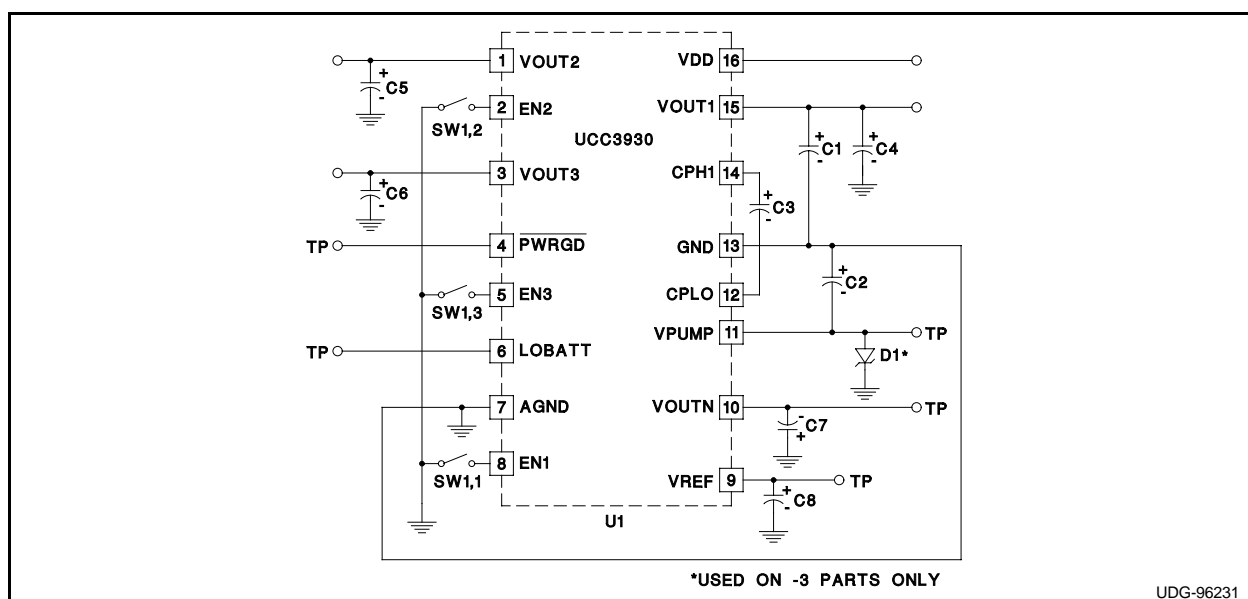 1 VOUT2
VDD 16
+
-
C5
2 EN2
VOUT1 15
SW1,2
UCC3930
+
-
C1
+
-
C4
3 VOUT3
CPH1 14
+
-
C6
+
-
C3
TP
4 PWRGD
GND 13
5 EN3
CPLO 12
+
-
C2
SW1,3
VPUMP 11
TP
TP
6 LOBATT
D1*
7 AGND
VOUTN 10
TP
-
+
C7
8 EN1
SW1,1
VREF 9
TP
+
-
C8
U1
*USED ON -3 PARTS ONLY
UDG-96231